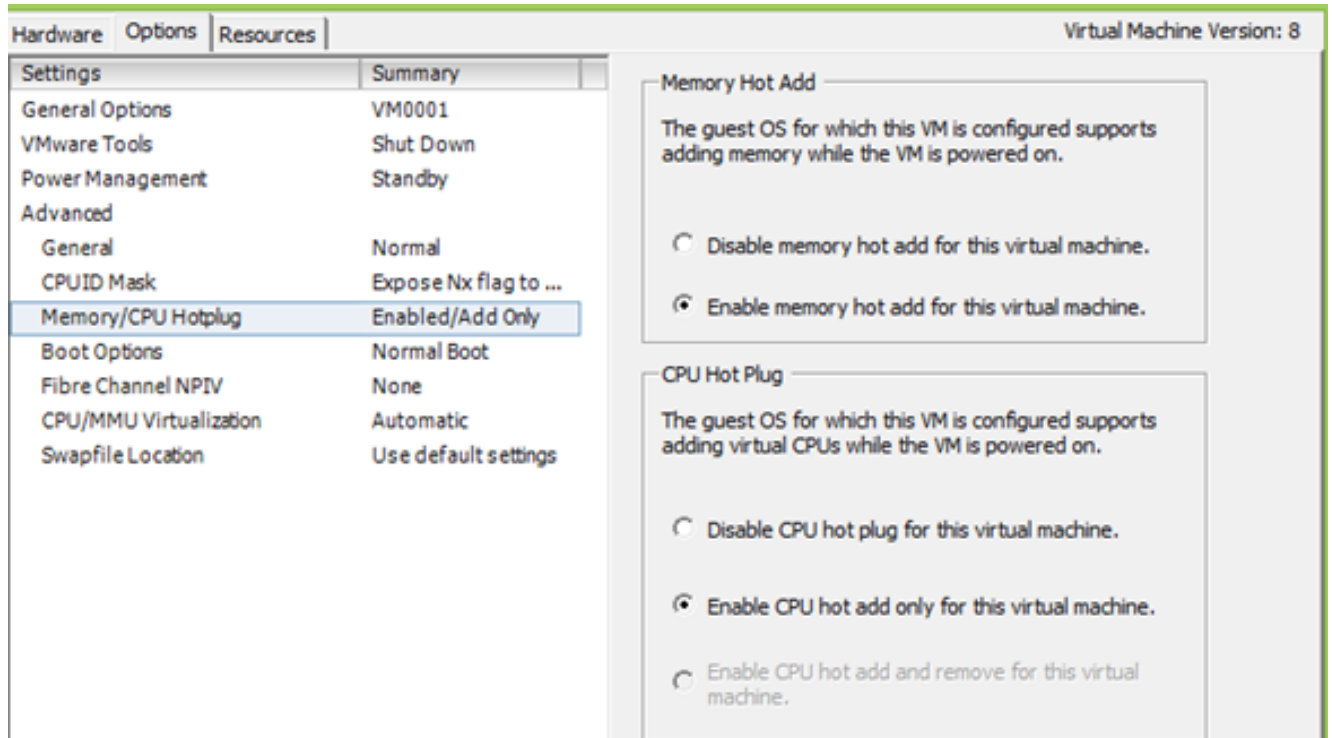 Hardware Options Resources Virtual Machine Version: 8
Settings Summary
General Options VM0001
VMware Tools Shut Down
Power Management Standby
Advanced
General Normal
CPUID Mask Expose Nx flag to ...
Memory/CPU Hotplug Enabled/Add Only
Boot Options Normal Boot
Fibre Channel NPIV None
CPU/MMU Virtualization Automatic
Swapfile Location Use default settings
Memory Hot Add
The guest OS for which this VM is configured supports
adding memory while the VM is powered on.
Disable memory hot add for this virtual machine.
Enable memory hot add for this virtual machine.
CPU Hot Plug
The guest OS for which this VM is configured supports
adding virtual CPUs while the VM is powered on.
Disable CPU hot plug for this virtual machine.
Enable CPU hot add only for this virtual machine.
Enable CPU hot add and remove for this virtual
machine.